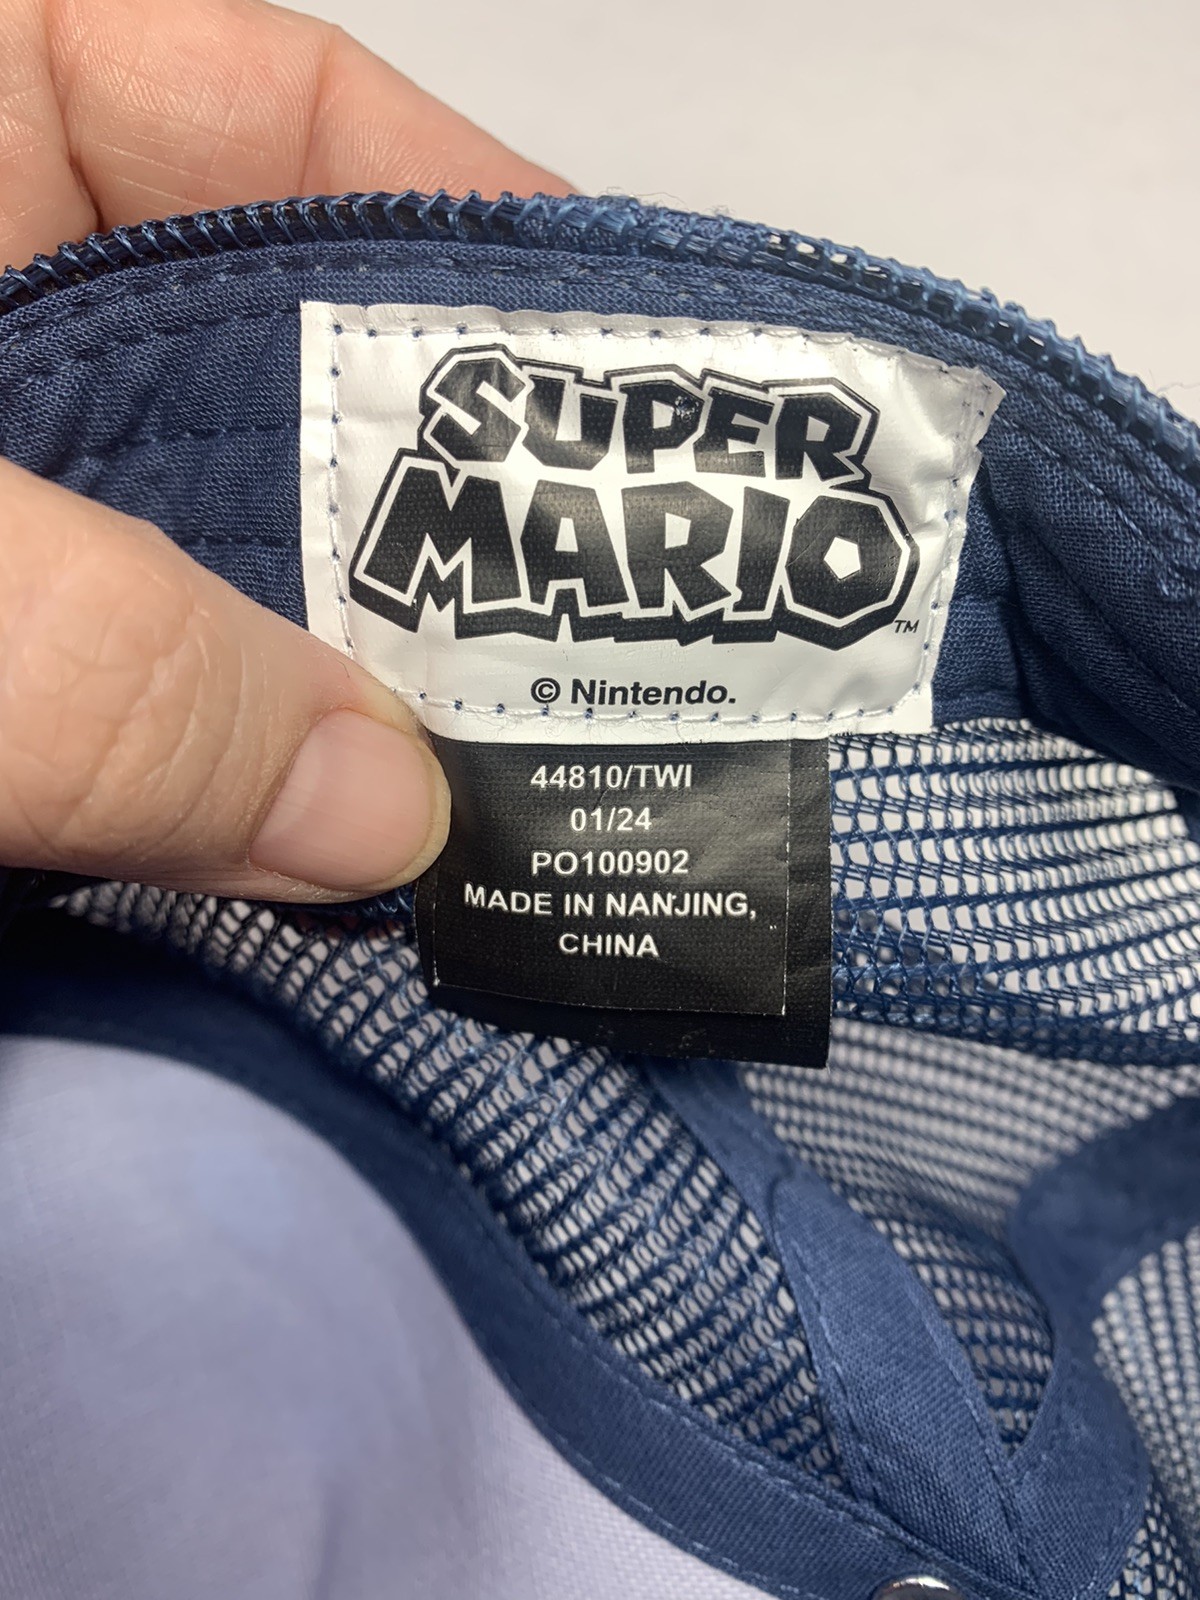 SUPER
MARIO
TM
© Nintendo.
44810/TWI
01/24
PO100902
MADE IN NANJING,
CHINA